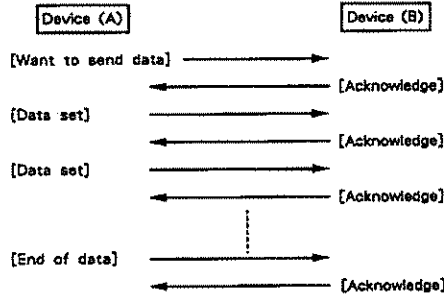 Device (A) Device (B)
[Want to send data]
[Acknowledge]
[Data set]
[Acknowledge]
[Data set]
[Acknowledge]
[End of data]
[Acknowledge]